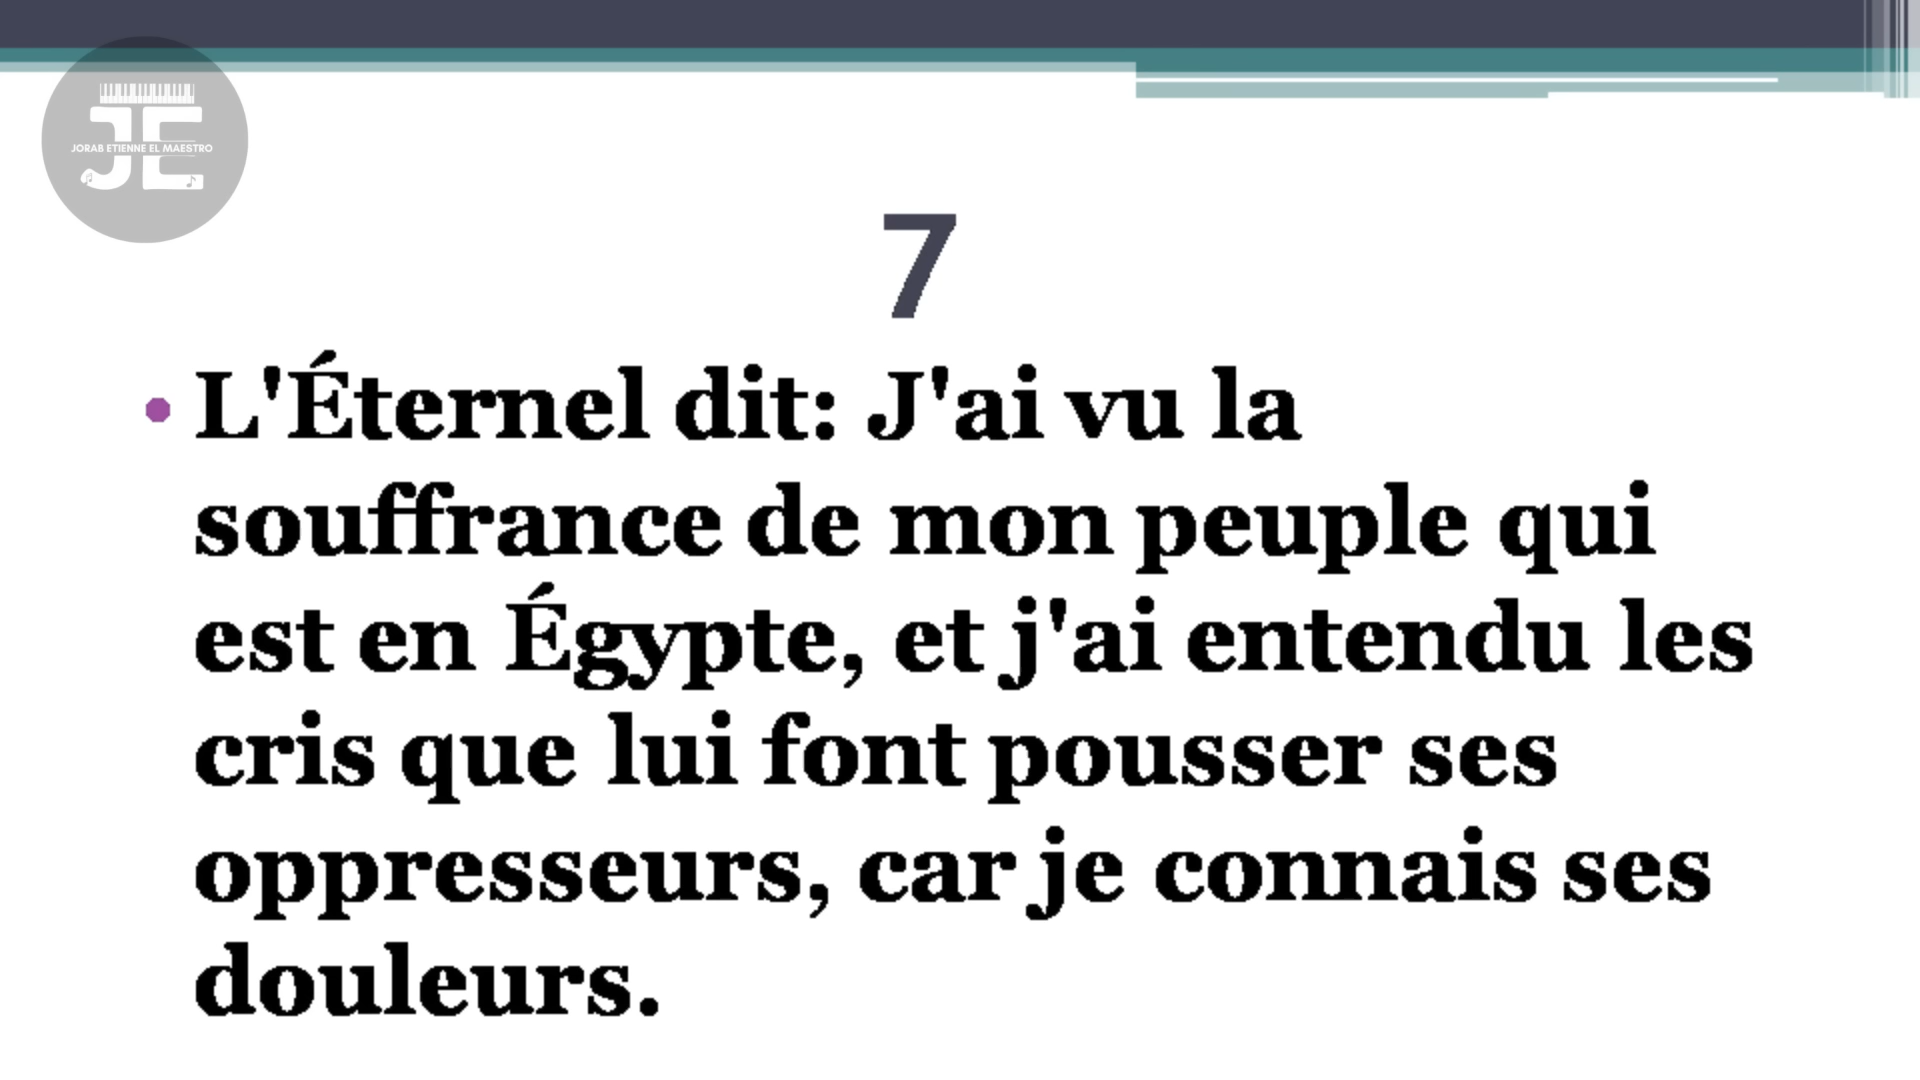 JE
JORAB ETIENNE EL MAESTRO
7
• L'Éternel dit: J'ai vu la
souffrance de mon peuple qui
est en Égypte, et j'ai entendu les
cris que lui font pousser ses
oppresseurs, car je connais ses
douleurs.